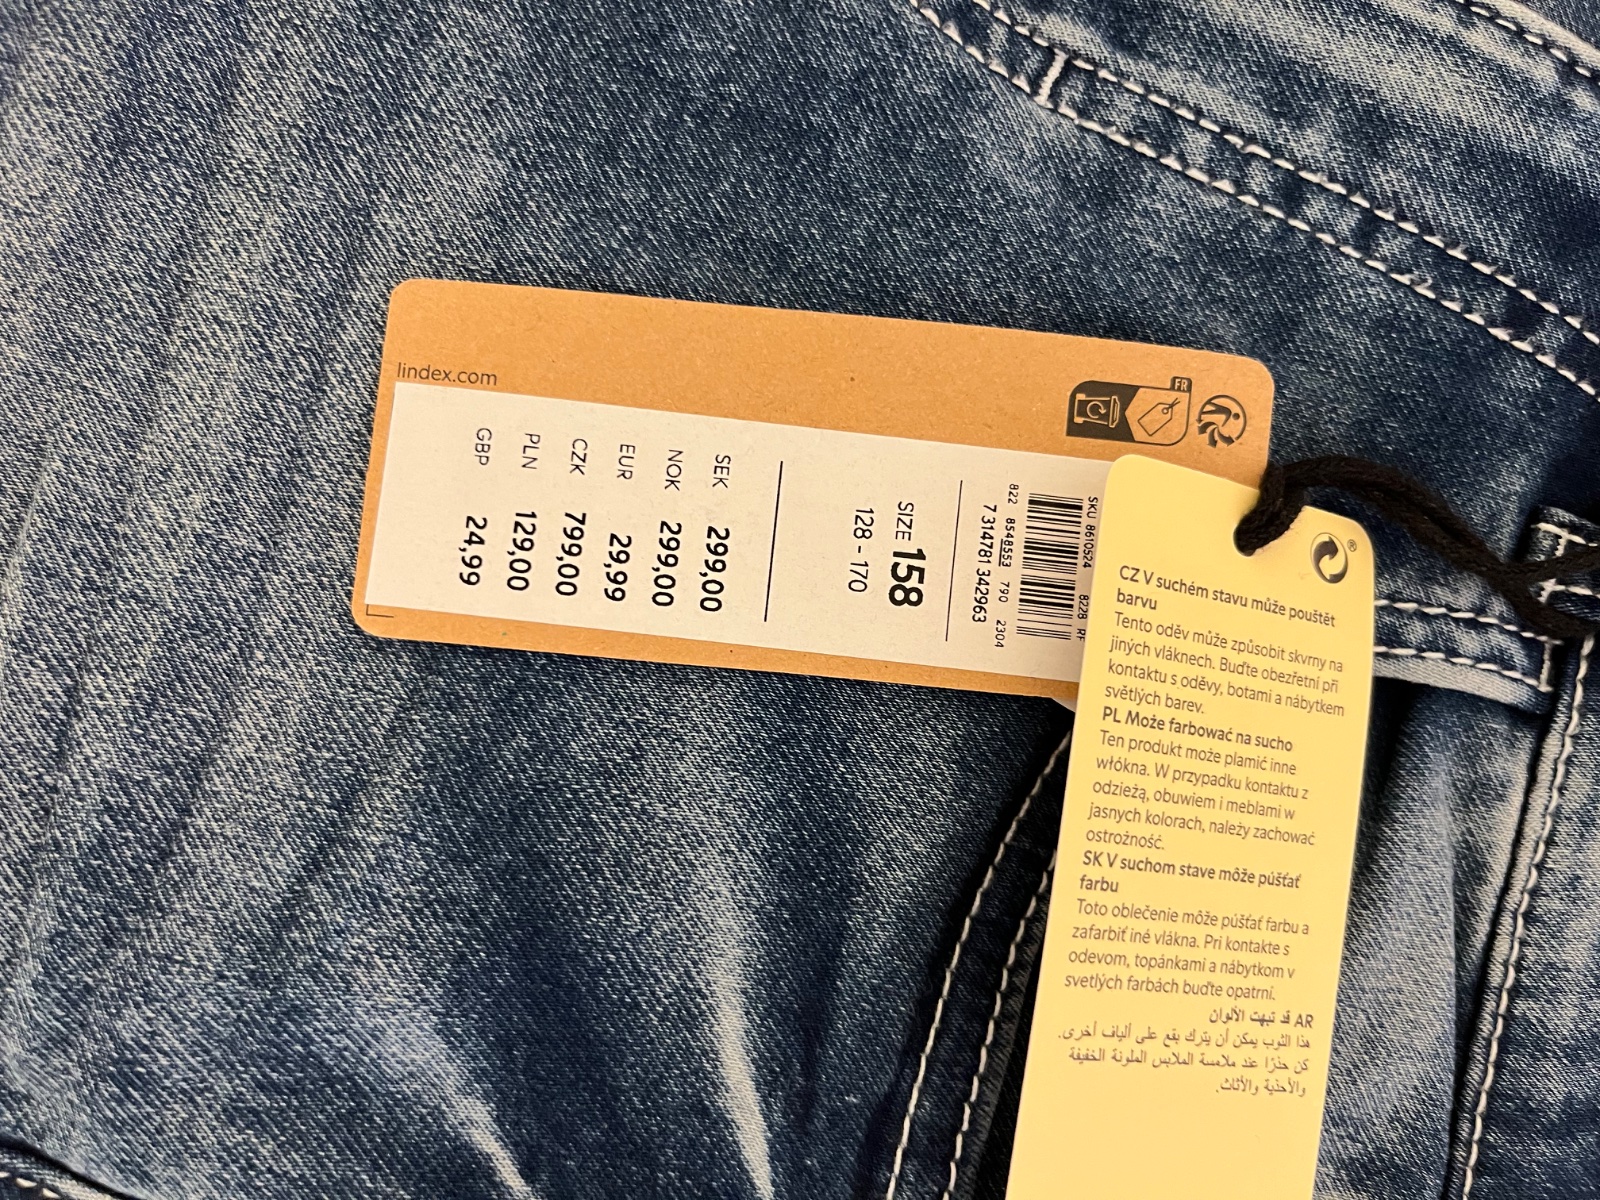 lindex.com
FR
SKU 8610524 8228 RF
822 8548553 790 2304
7 314781 342963
SIZE 158
128 - 170
SEK 299,00
NOK 299,00
EUR 29,99
CZK 799,00
PLN 129,00
GBP 24,99
®
CZ V suchém stavu může pouštět
barvu
Tento oděv může způsobit skvrny na
jiných vláknech. Buďte obezřetní při
kontaktu s oděvy, botami a nábytkem
světlých barev.
PL Może farbować na sucho
Ten produkt może plamić inne
włókna. W przypadku kontaktu z
odzieżą, obuwiem i meblami w
jasnych kolorach, należy zachować
ostrożność.
SK V suchom stave môže púšťať
farbu
Toto oblečenie môže púšťať farbu a
zafarbiť iné vlákna. Pri kontakte s
odevom, topánkami a nábytkom v
svetlých farbách buďte opatrní.
AR قد تبهت الألوان
هذا الثوب يمكن أن يترك بقع على ألياف أخرى.
كن حذرًا عند ملامسة الملابس الملونة الخفيفة
والأحذية والأثاث.